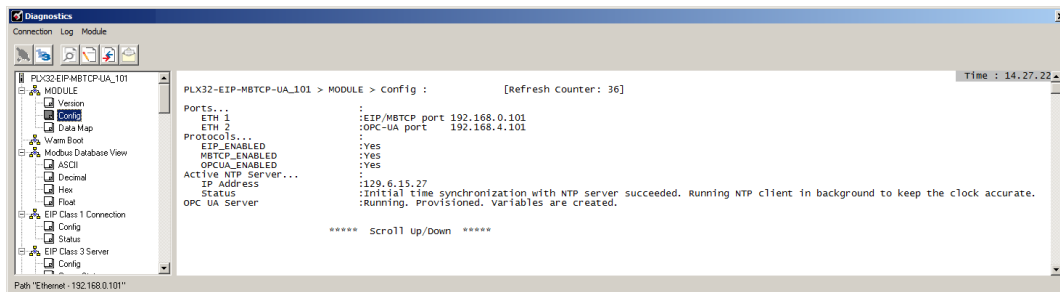 Diagnostics
Connection Log Module
PLX32-EIP-MBTCP-UA_101
MODULE
Version
Config
Data Map
Warm Boot
Modbus Database View
ASCII
Decimal
Hex
Float
EIP Class 1 Connection
Config
Status
EIP Class 3 Server
Config
Time : 14.27.22
PLX32-EIP-MBTCP-UA_101 > MODULE > Config : [Refresh Counter: 36]
Ports... :
ETH 1 :EIP/MBTCP port 192.168.0.101
ETH 2 :OPC-UA port 192.168.4.101
Protocols... :
EIP_ENABLED :Yes
MBTCP_ENABLED :Yes
OPCUA_ENABLED :Yes
Active NTP Server... :
IP Address :129.6.15.27
Status :Initial time synchronization with NTP server succeeded. Running NTP client in background to keep the clock accurate.
OPC UA Server :Running. Provisioned. Variables are created.
***** Scroll Up/Down *****
Path "Ethernet - 192.168.0.101"